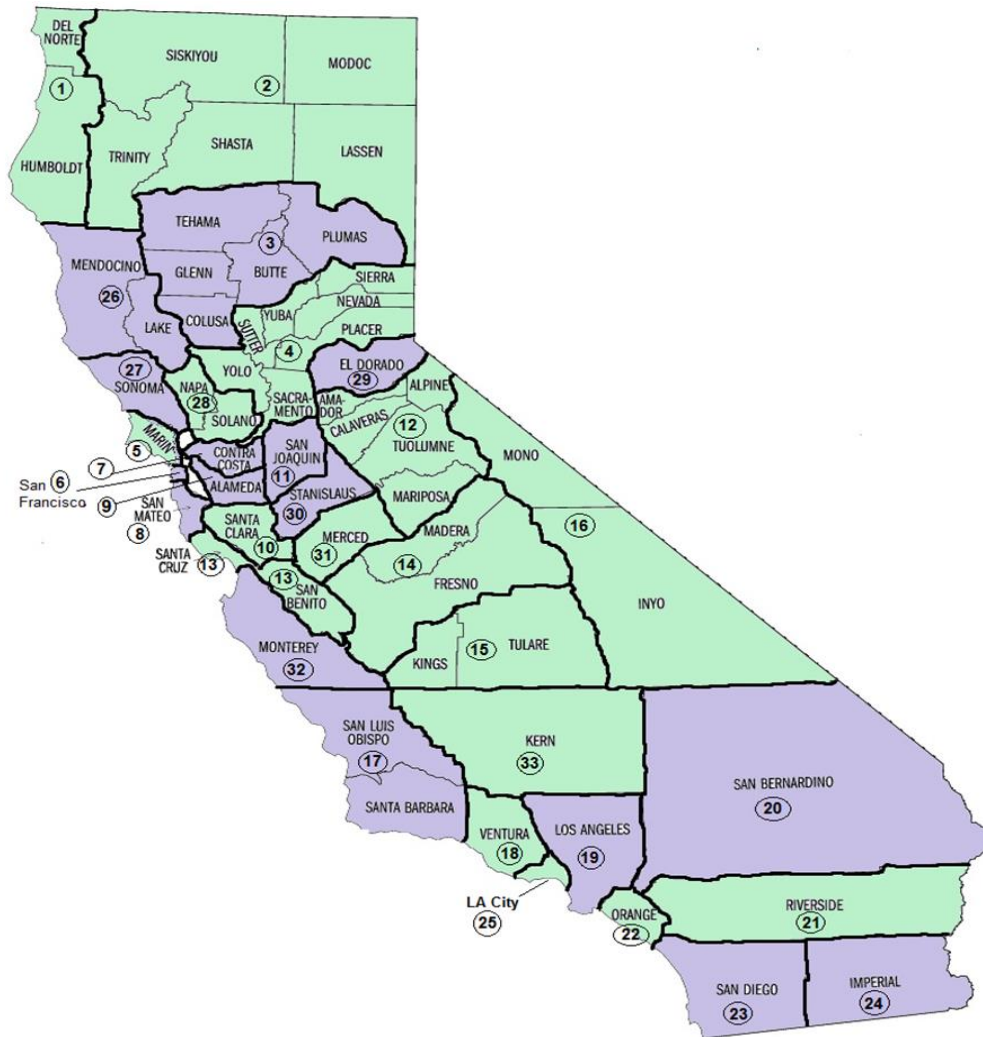 DEL
NORTE
SISKIYOU
MODOC
1
2
SHASTA
LASSEN
TRINITY
HUMBOLDT
TEHAMA
3
PLUMAS
MENDOCINO
GLENN
BUTTE
SIERRA
26
NEVADA
LAKE
COLUSA
YUBA
SUTTER
PLACER
4
27
YOLO
EL DORADO
SONOMA
NAPA
29
ALPINE
28
SACRA-
MENTO
AMA-
DOR
SOLANO
CALAVERAS
12
MARIN
TUOLUMNE
5
CONTRA
COSTA
SAN
JOAQUIN
MONO
7
San
Francisco
6
11
ALAMEDA
STANISLAUS
9
MARIPOSA
30
SAN
MATEO
8
SANTA
CLARA
10
MERCED
31
MADERA
16
SANTA
CRUZ
13
13
SAN
BENITO
14
FRESNO
INYO
MONTEREY
32
KINGS
15
TULARE
SAN LUIS
OBISPO
17
KERN
33
SAN BERNARDINO
20
SANTA BARBARA
VENTURA
18
LOS ANGELES
19
LA City
25
ORANGE
22
RIVERSIDE
21
SAN DIEGO
23
IMPERIAL
24